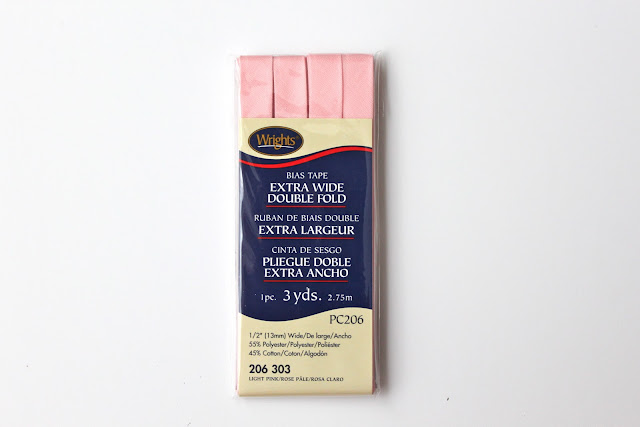 Wrights®
BIAS TAPE
EXTRA WIDE
DOUBLE FOLD
RUBAN DE BIAIS DOUBLE
EXTRA LARGEUR
CINTA DE SESGO
PLIEGUE DOBLE
EXTRA ANCHO
1pc. 3 yds. 2.75m
PC206
1/2" (13mm) Wide/De large/Ancho
55% Polyester/Polyester/Poliéster
45% Cotton/Coton/Algodón
206 303
LIGHT PINK/ROSE PÂLE/ROSA CLARO